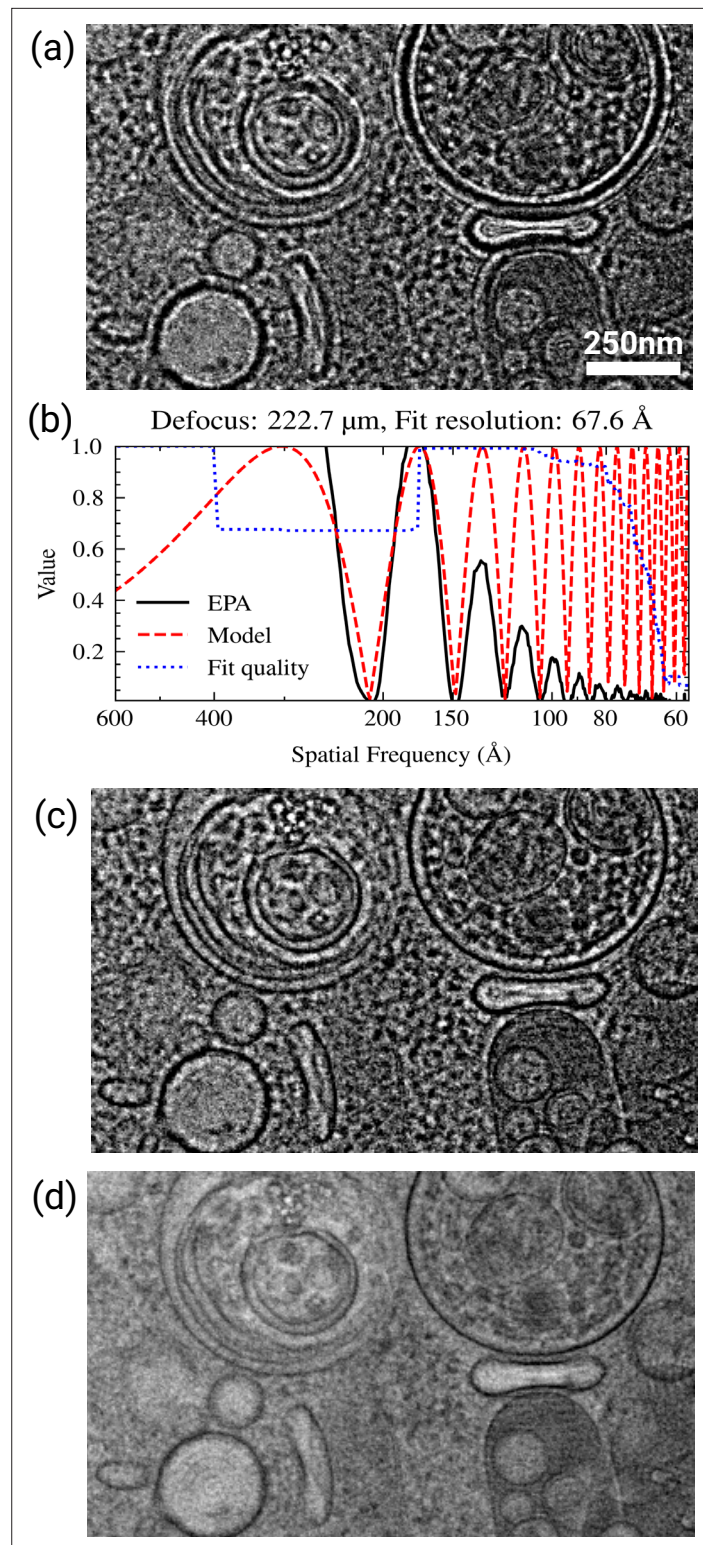 (a)
250nm
(b)
Defocus: 222.7 μm, Fit resolution: 67.6 Å
1.0
0.8
0.6
0.4
0.2
Value
EPA
Model
Fit quality
600 400 200 150 100 80 60
Spatial Frequency (Å)
(c)
(d)